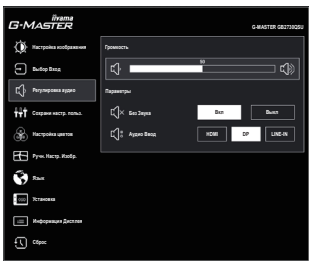 iiyama
G-MASTER
G-MASTER GB2730QSU
Настройка изображения
Выбор Вход
Регулировка аудио
Сохрани настр. польз.
Настройка цветов
Ручн. Настр. Изобр.
Язык
Установка
Информация Дисплея
Сброс
Громкость
50
Параметры
Без Звука
Вкл
Выкл
Аудио Ввод
HDMI
DP
LINE-IN